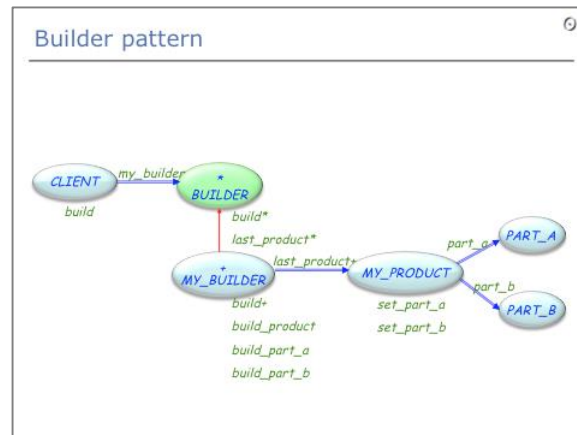 Builder pattern
CLIENT
my_builder
*
BUILDER
build
build*
last_product*
+
MY_BUILDER
last_product+
MY_PRODUCT
part_a
PART_A
part_b
PART_B
build+
build_product
build_part_a
build_part_b
set_part_a
set_part_b